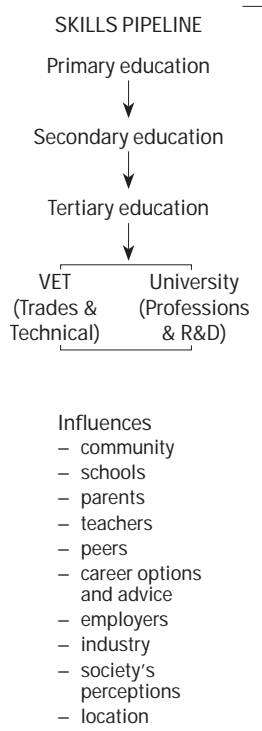 SKILLS PIPELINE
Primary education
Secondary education
Tertiary education
VET
(Trades &
Technical)
University
(Professions
& R&D)
Influences
– community
– schools
– parents
– teachers
– peers
– career options
and advice
– employers
– industry
– society's
perceptions
– location